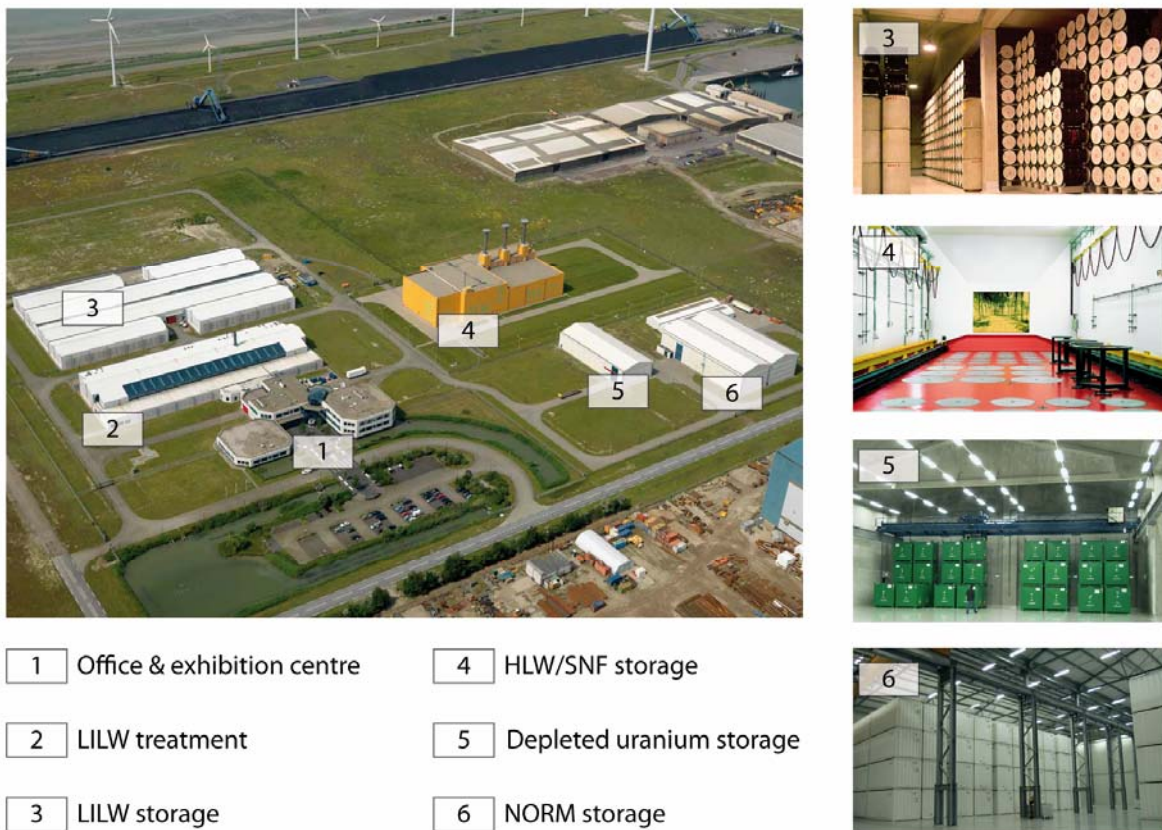 3
4
3
5
6
2
1
4
5
6
1 Office & exhibition centre
4 HLW/SNF storage
2 LILW treatment
5 Depleted uranium storage
3 LILW storage
6 NORM storage